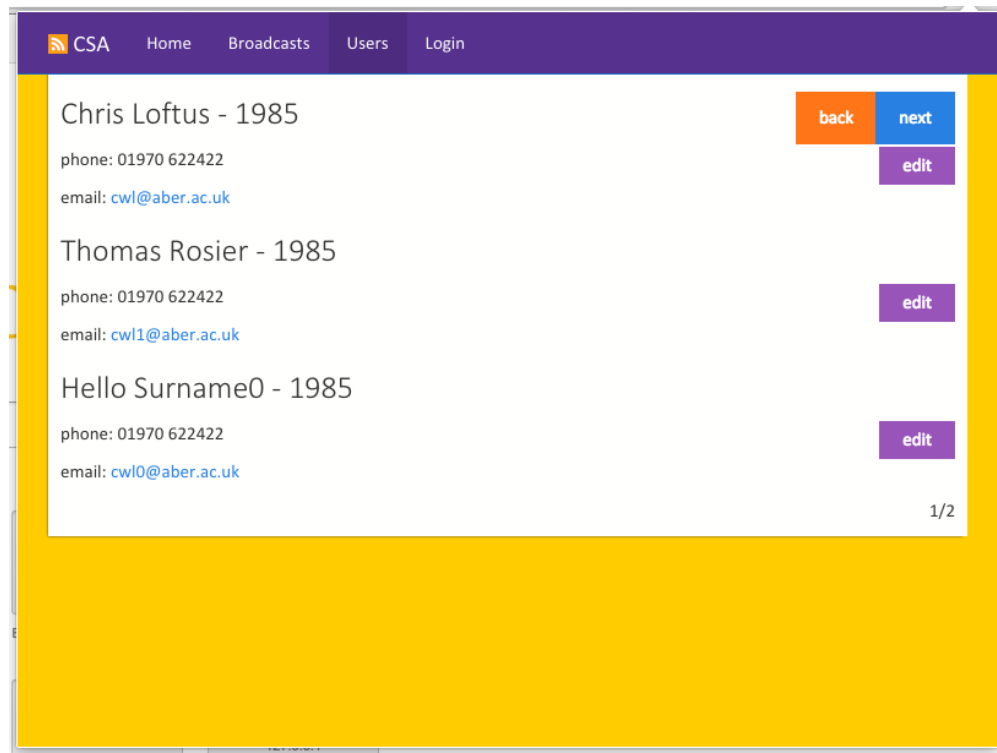 CSA Home Broadcasts Users Login
Chris Loftus - 1985
back next
phone: 01970 622422
edit
email: cwl@aber.ac.uk
Thomas Rosier - 1985
phone: 01970 622422
edit
email: cwl1@aber.ac.uk
Hello Surname0 - 1985
phone: 01970 622422
edit
email: cwl0@aber.ac.uk
1/2